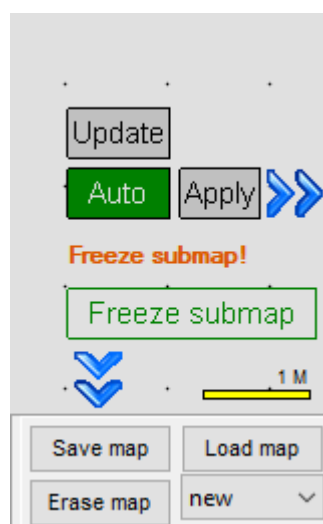 Update
Auto Apply
Freeze submap!
Freeze submap
1 M
Save map Load map
Erase map new